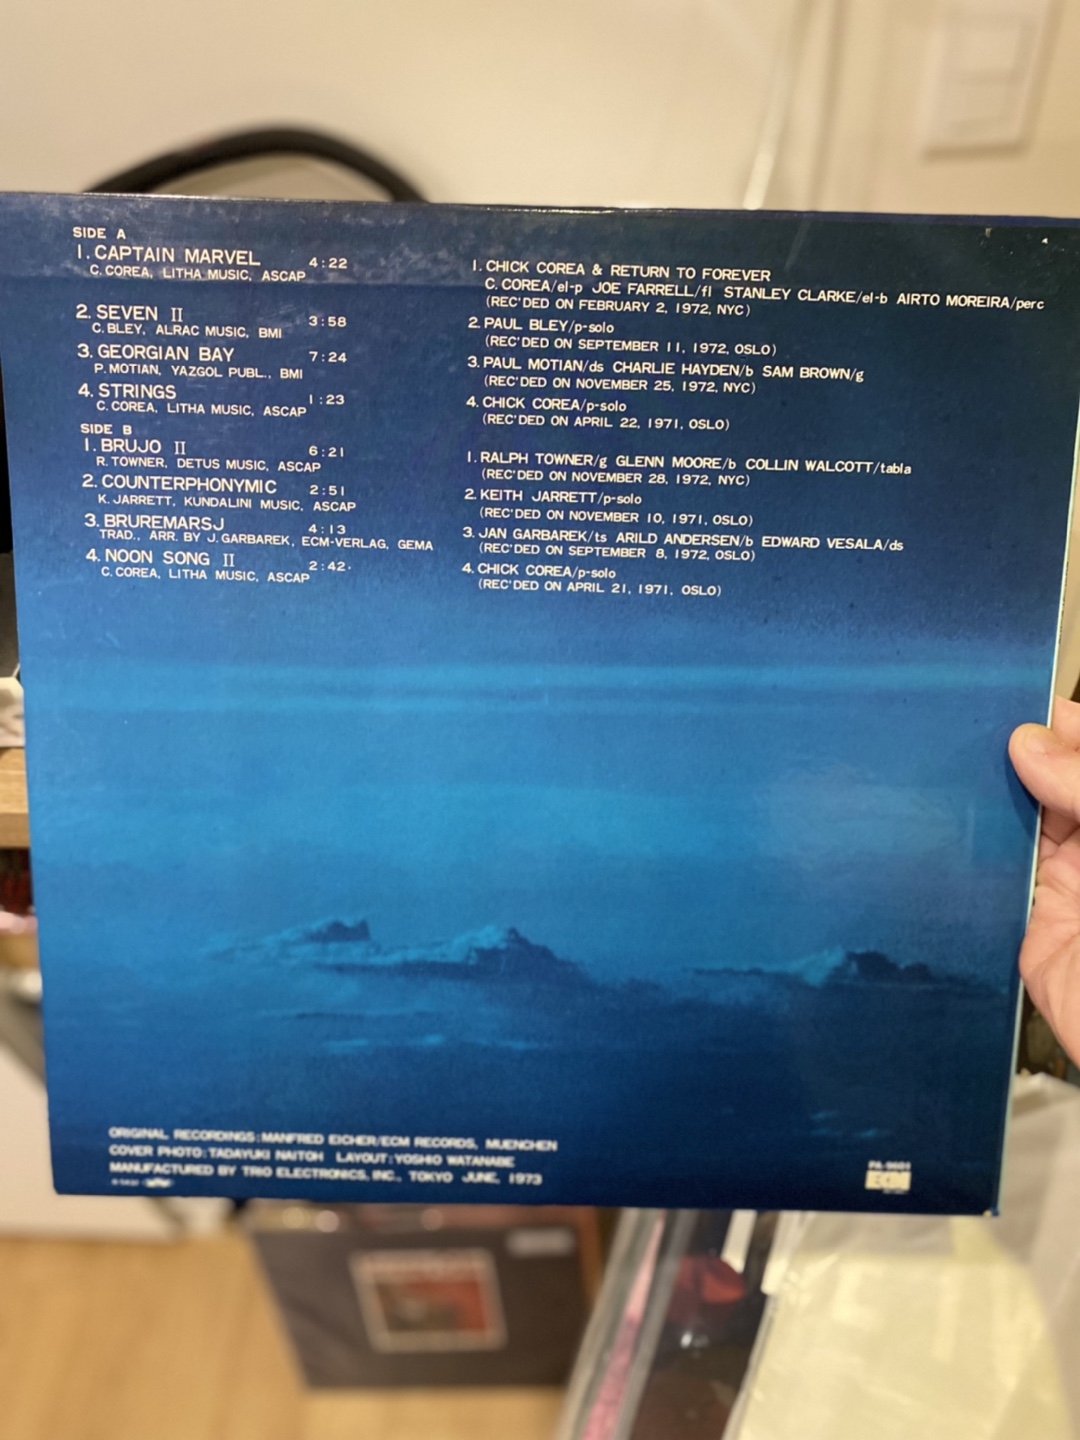 SIDE A
1. CAPTAIN MARVEL 4:22
C. COREA, LITHA MUSIC, ASCAP
2. SEVEN II 3:58
C. BLEY, ALRAC MUSIC, BMI
3. GEORGIAN BAY 7:24
P. MOTIAN, YAZGOL PUBL., BMI
4. STRINGS 1:23
C. COREA, LITHA MUSIC, ASCAP
SIDE B
1. BRUJO II 6:21
R. TOWNER, DETUS MUSIC, ASCAP
2. COUNTERPHONYMIC 2:51
K. JARRETT, KUNDALINI MUSIC, ASCAP
3. BRUREMARSJ 4:13
TRAD., ARR. BY J. GARBAREK, ECM-VERLAG, GEMA
4. NOON SONG II 2:42
C. COREA, LITHA MUSIC, ASCAP
1. CHICK COREA & RETURN TO FOREVER
C. COREA/el-p JOE FARRELL/fl STANLEY CLARKE/el-b AIRTO MOREIRA/perc
(REC'DED ON FEBRUARY 2, 1972, NYC)
2. PAUL BLEY/p-solo
(REC'DED ON SEPTEMBER 11, 1972, OSLO)
3. PAUL MOTIAN/ds CHARLIE HAYDEN/b SAM BROWN/g
(REC'DED ON NOVEMBER 25, 1972, NYC)
4. CHICK COREA/p-solo
(REC'DED ON APRIL 22, 1971, OSLO)
1. RALPH TOWNER/g GLENN MOORE/b COLLIN WALCOTT/tabla
(REC'DED ON NOVEMBER 28, 1972, NYC)
2. KEITH JARRETT/p-solo
(REC'DED ON NOVEMBER 10, 1971, OSLO)
3. JAN GARBAREK/ts ARILD ANDERSEN/b EDWARD VESALA/ds
(REC'DED ON SEPTEMBER 8, 1972, OSLO)
4. CHICK COREA/p-solo
(REC'DED ON APRIL 21, 1971, OSLO)
ORIGINAL RECORDINGS: MANFRED EICHER/ECM RECORDS, MUENCHEN
COVER PHOTO: TADAYUKI NAITOH LAYOUT: YOSHIO WATANABE
MANUFACTURED BY TRIO ELECTRONICS, INC., TOKYO JUNE, 1973
ECM